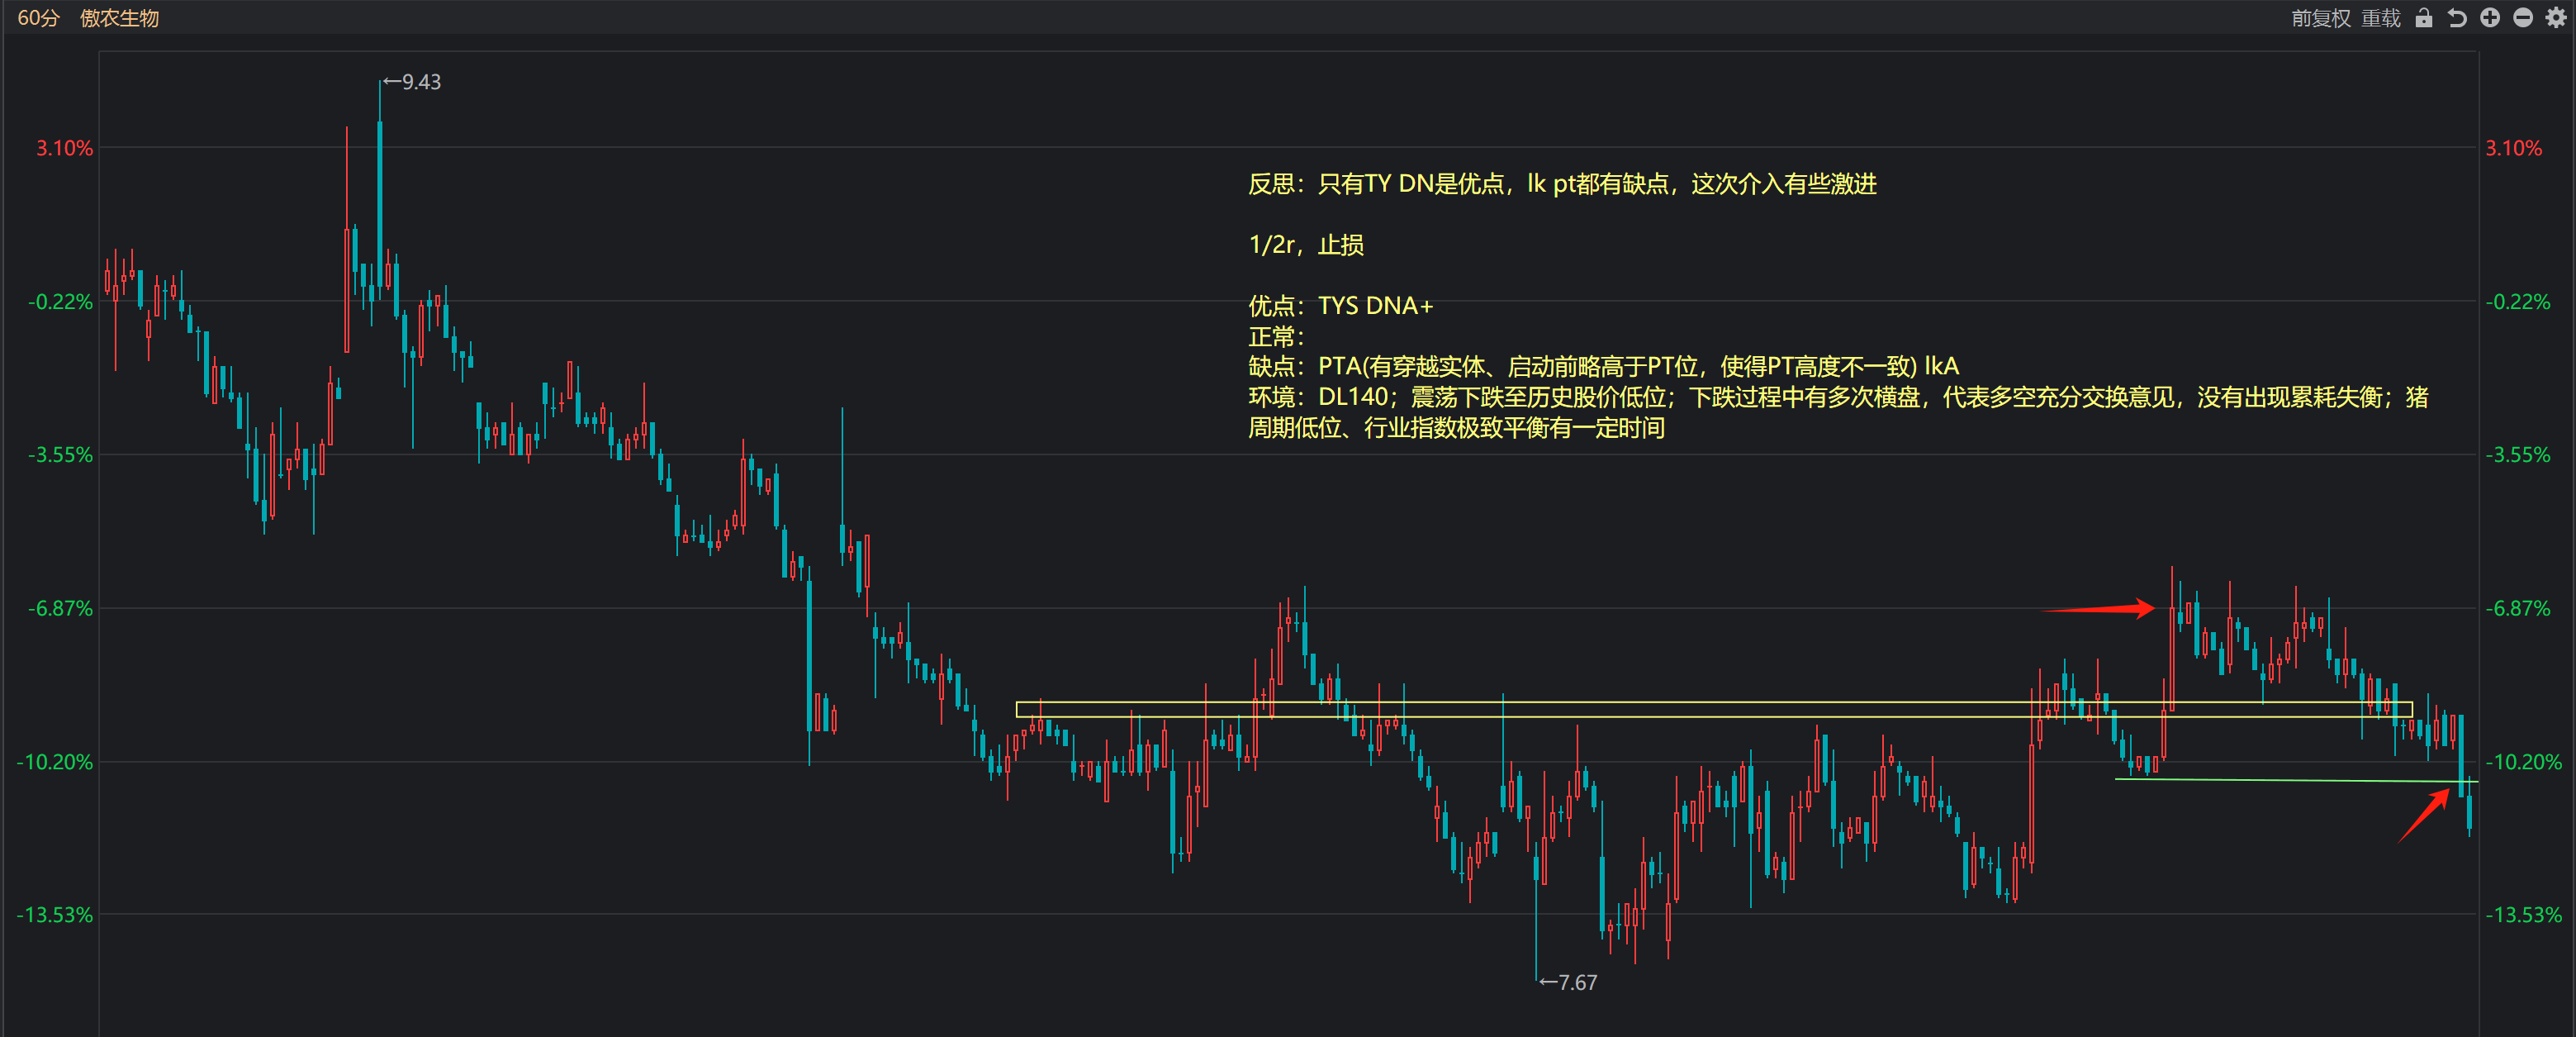 60分 傲农生物 前复权 重载
←9.43
3.10% 3.10%
反思：只有TY DN是优点，lk pt都有缺点，这次介入有些激进
1/2r，止损
-0.22% -0.22%
优点：TYS DNA+
正常：
缺点：PTA(有穿越实体、启动前略高于PT位，使得PT高度不一致) lkA
环境：DL140；震荡下跌至历史股价低位；下跌过程中有多次横盘，代表多空充分交换意见，没有出现累耗失衡；猪
周期低位、行业指数极致平衡有一定时间
-3.55% -3.55%
-6.87% -6.87%
-10.20% -10.20%
-13.53% -13.53%
←7.67